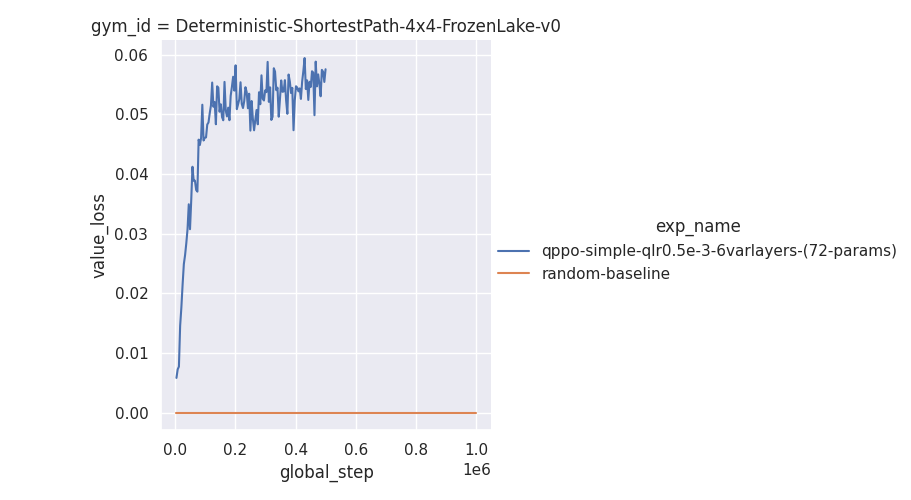 gym_id = Deterministic-ShortestPath-4x4-FrozenLake-v0
0.06
0.05
0.04
0.03
0.02
0.01
0.00
value_loss
0.0 0.2 0.4 0.6 0.8 1.0
1e6
global_step
exp_name
qppo-simple-qlr0.5e-3-6varlayers-(72-params)
random-baseline